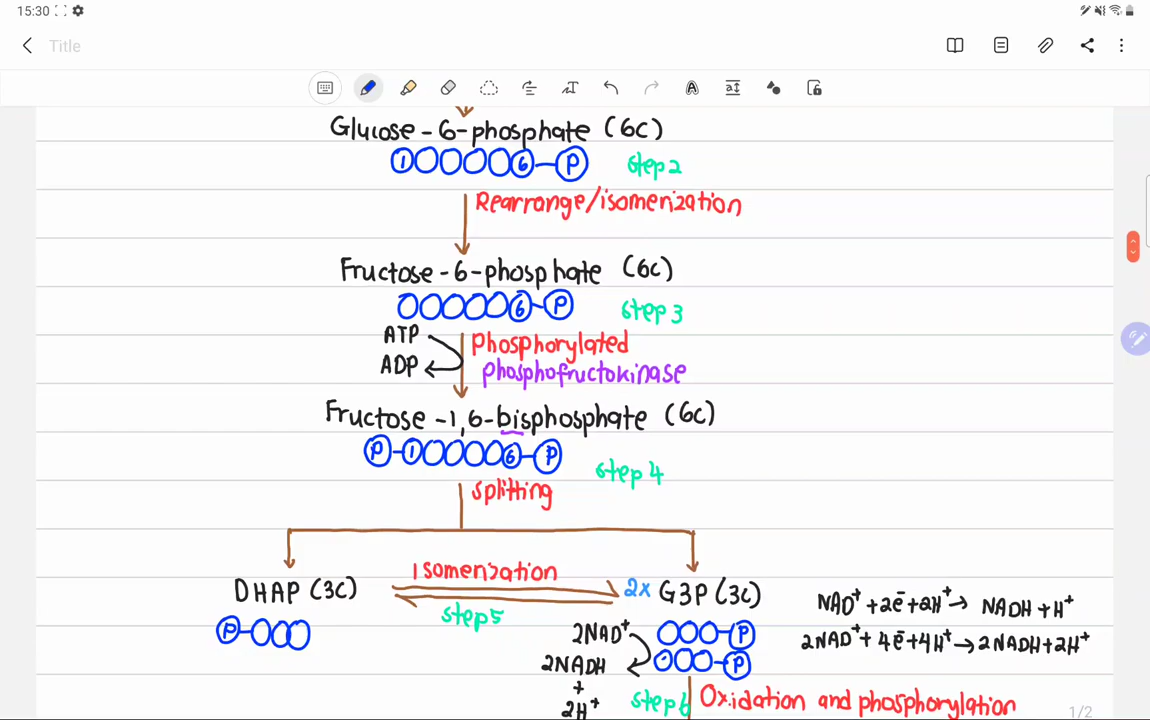 15:30
Title
Glucose-6-phosphate (6C)
1 6 P
step 2
Rearrange/isomerization
Fructose-6-phosphate (6C)
6 P
step 3
ATP
Phosphorylated
ADP
phosphofructokinase
Fructose-1,6-bisphosphate (6C)
P 1 6 P
step 4
splitting
Isomerisation
DHAP (3C)
2x G3P (3C)
step 5
P
NAD⁺ + 2e⁻ + 2H⁺ → NADH + H⁺
2NAD⁺
P
2NAD⁺ + 4e⁻ + 4H⁺ → 2NADH + 2H⁺
2NADH
P
+
2H⁺
step 6
Oxidation and phosphorylation
1/2